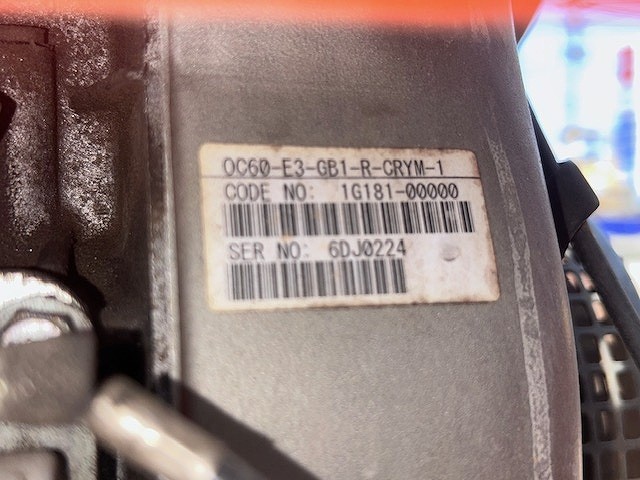 OC60-E3-GB1-R-CRYM-1
CODE NO: 1G181-00000
SER NO: 6DJ0224